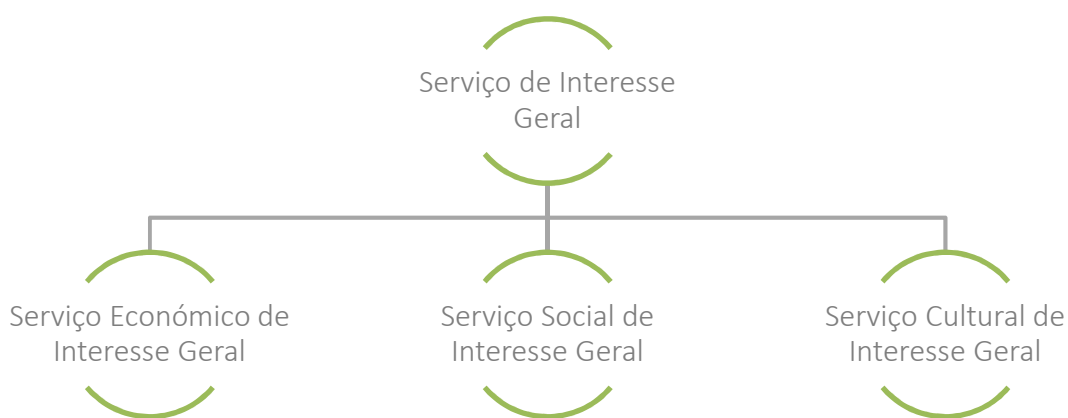 Serviço de Interesse
Geral
Serviço Económico de
Interesse Geral
Serviço Social de
Interesse Geral
Serviço Cultural de
Interesse Geral